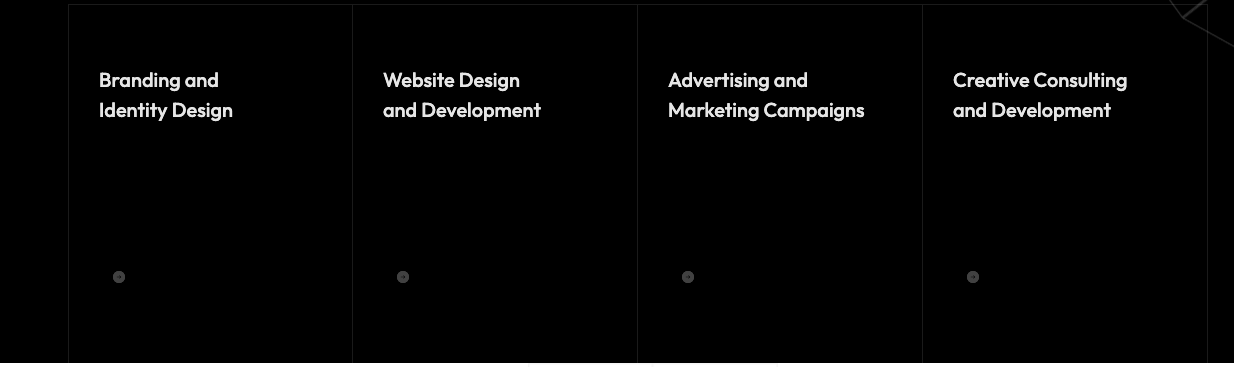 Branding and
Identity Design
Website Design
and Development
Advertising and
Marketing Campaigns
Creative Consulting
and Development